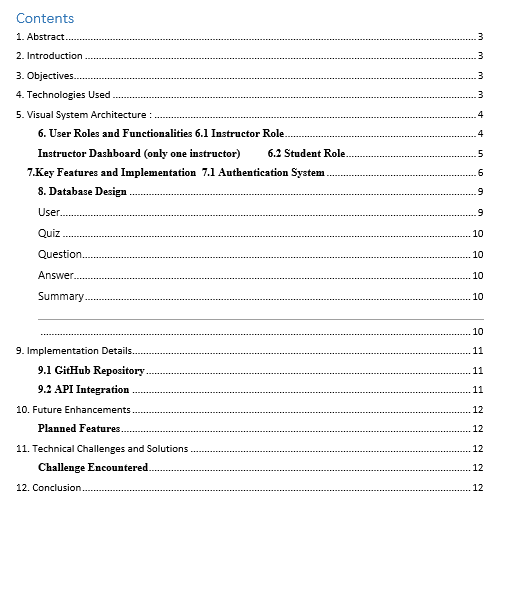 Contents
1. Abstract 3
2. Introduction 3
3. Objectives 3
4. Technologies Used 3
5. Visual System Architecture : 4
6. User Roles and Functionalities 6.1 Instructor Role 4
Instructor Dashboard (only one instructor) 6.2 Student Role 5
7.Key Features and Implementation 7.1 Authentication System 6
8. Database Design 9
User 9
Quiz 10
Question 10
Answer 10
Summary 10
10
9. Implementation Details 11
9.1 GitHub Repository 11
9.2 API Integration 11
10. Future Enhancements 12
Planned Features 12
11. Technical Challenges and Solutions 12
Challenge Encountered 12
12. Conclusion 12